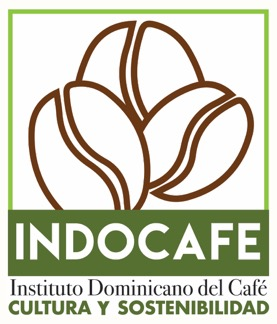 INDOCAFE
Instituto Dominicano del Café
CULTURA Y SOSTENIBILIDAD